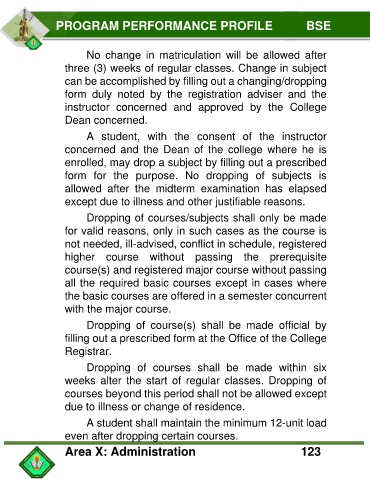 PROGRAM PERFORMANCE PROFILE BSE
No change in matriculation will be allowed after
three (3) weeks of regular classes. Change in subject
can be accomplished by filling out a changing/dropping
form duly noted by the registration adviser and the
instructor concerned and approved by the College
Dean concerned.
A student, with the consent of the instructor
concerned and the Dean of the college where he is
enrolled, may drop a subject by filling out a prescribed
form for the purpose. No dropping of subjects is
allowed after the midterm examination has elapsed
except due to illness and other justifiable reasons.
Dropping of courses/subjects shall only be made
for valid reasons, only in such cases as the course is
not needed, ill-advised, conflict in schedule, registered
higher course without passing the prerequisite
course(s) and registered major course without passing
all the required basic courses except in cases where
the basic courses are offered in a semester concurrent
with the major course.
Dropping of course(s) shall be made official by
filling out a prescribed form at the Office of the College
Registrar.
Dropping of courses shall be made within six
weeks alter the start of regular classes. Dropping of
courses beyond this period shall not be allowed except
due to illness or change of residence.
A student shall maintain the minimum 12-unit load
even after dropping certain courses.
Area X: Administration 123